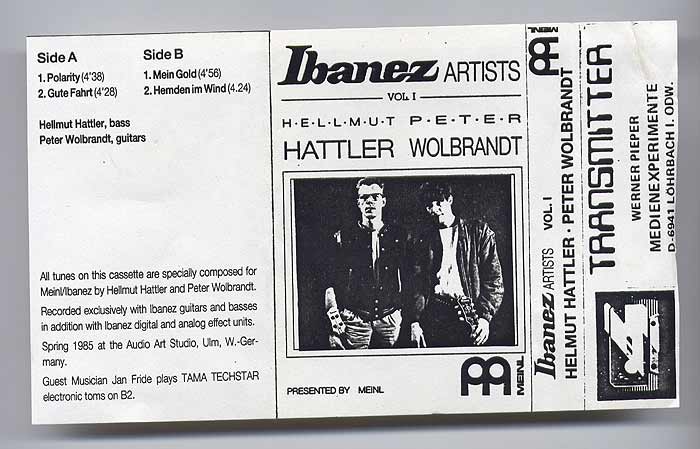 Side A
1. Polarity (4'38)
2. Gute Fahrt (4'28)
Side B
1. Mein Gold (4'56)
2. Hemden im Wind (4.24)
Hellmut Hattler, bass
Peter Wolbrandt, guitars
All tunes on this cassette are specially composed for
Meinl/Ibanez by Hellmut Hattler and Peter Wolbrandt.
Recorded exclusively with Ibanez guitars and basses
in addition with Ibanez digital and analog effect units.
Spring 1985 at the Audio Art Studio, Ulm, W.-Ger-
many.
Guest Musician Jan Fride plays TAMA TECHSTAR
electronic toms on B2.
Ibanez ARTISTS
VOL. I
H-E-L-L-M-U-T P-E-T-E-R
HATTLER WOLBRANDT
PRESENTED BY MEINL
MEINL
Ibanez ARTISTS VOL. I
HELMUT HATTLER · PETER WOLBRANDT
MEINL
TRANSMITTER
WERNER PIEPER
MEDIENEXPERIMENTE
D-6941 LÖHRBACH I. ODW.